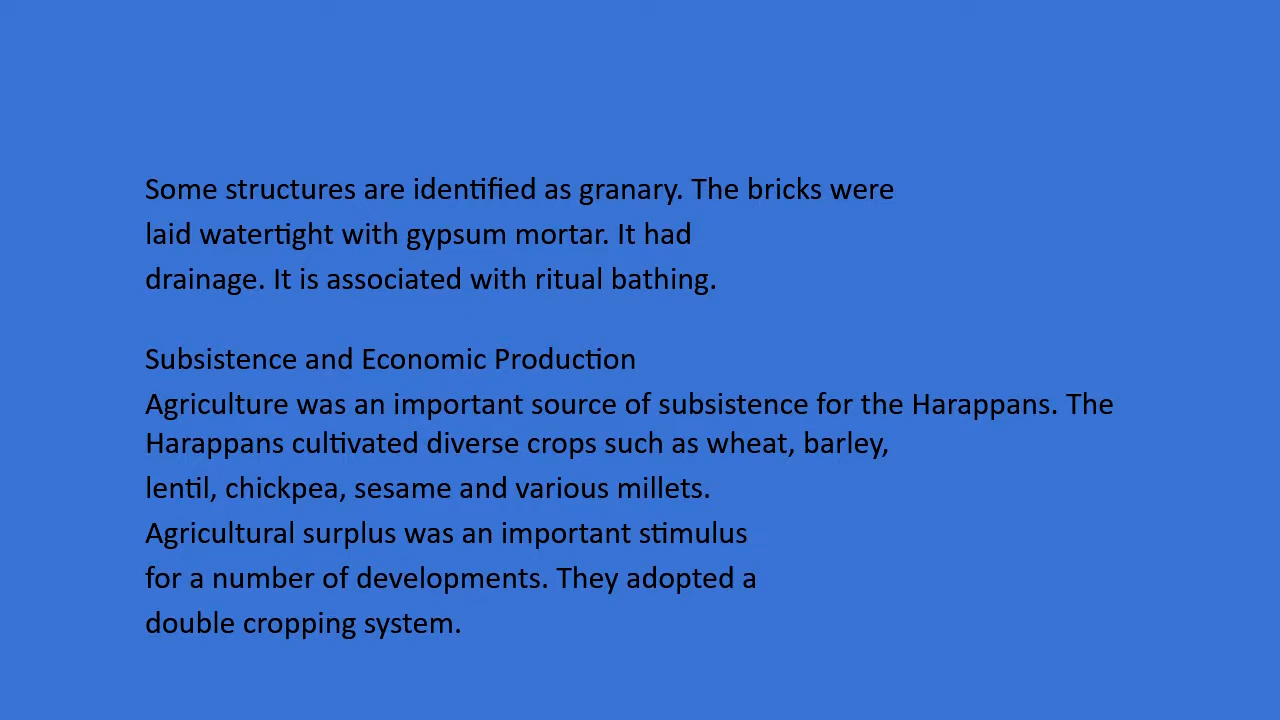 Some structures are identified as granary. The bricks were
laid watertight with gypsum mortar. It had
drainage. It is associated with ritual bathing.
Subsistence and Economic Production
Agriculture was an important source of subsistence for the Harappans. The
Harappans cultivated diverse crops such as wheat, barley,
lentil, chickpea, sesame and various millets.
Agricultural surplus was an important stimulus
for a number of developments. They adopted a
double cropping system.